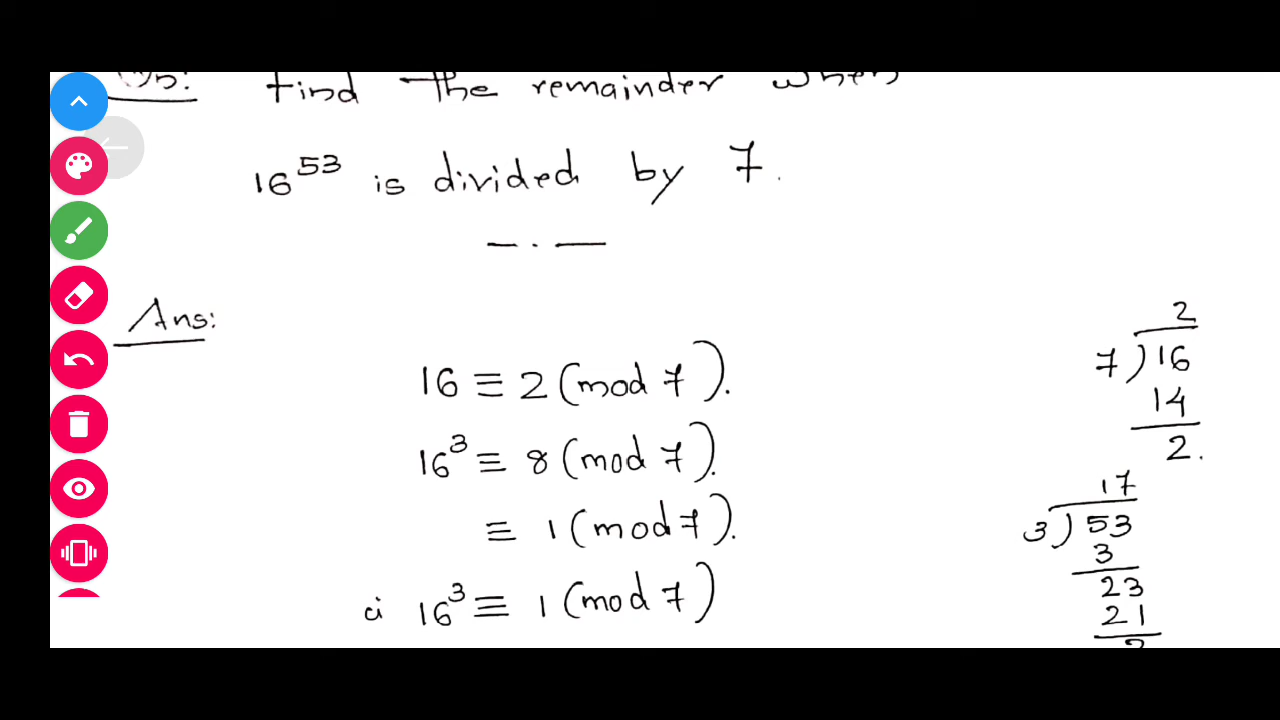 Find the remainder when
16^53 is divided by 7.
— . —
Ans:
16 ≡ 2 (mod 7).
16^3 ≡ 8 (mod 7).
≡ 1 (mod 7).
16^3 ≡ 1 (mod 7)
2
7 ) 16
14
2.
17
3 ) 53
3
23
21